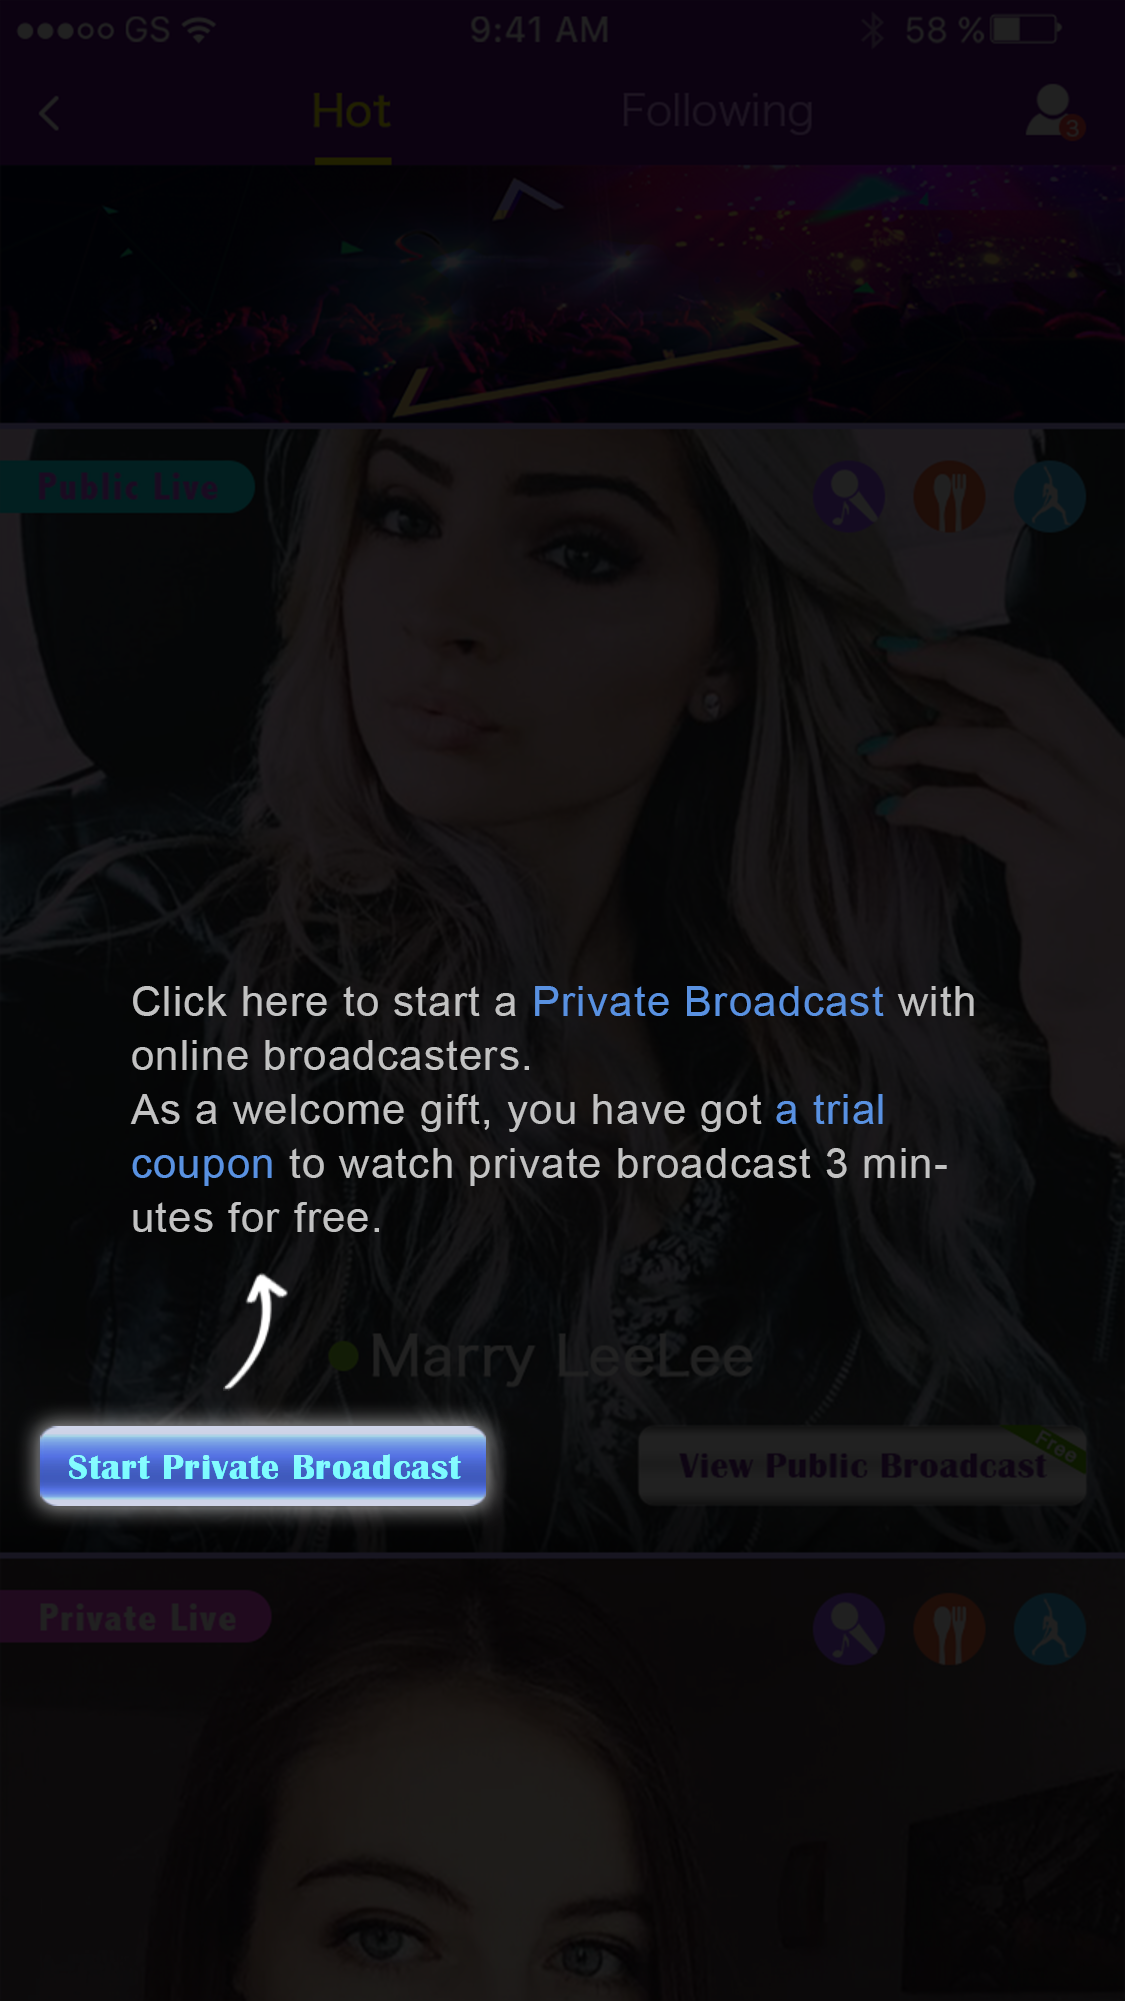 GS 9:41 AM 58 %
Hot Following 3
Public Live
Click here to start a Private Broadcast with
online broadcasters.
As a welcome gift, you have got a trial
coupon to watch private broadcast 3 min-
utes for free.
Marry LeeLee
Start Private Broadcast
View Public Broadcast Free
Private Live